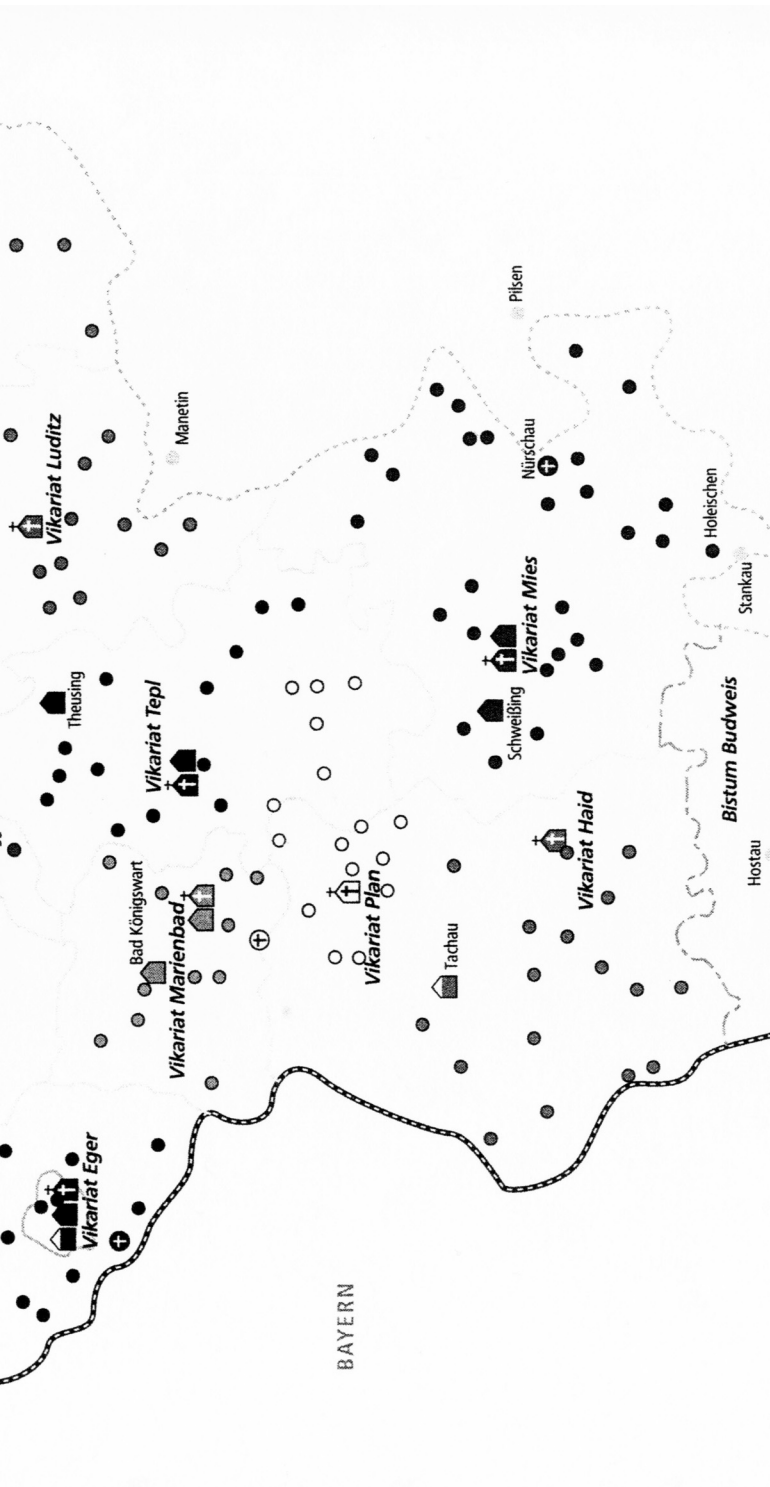 Vikariat Luditz
Manetin
Pilsen
Nürschau
Holeischen
Stankau
Theusing
Vikariat Tepl
Vikariat Mies
Schweißing
Bad Königswart
Vikariat Marienbad
Vikariat Plan
Tachau
Vikariat Haid
Bistum Budweis
Hostau
Vikariat Eger
BAYERN